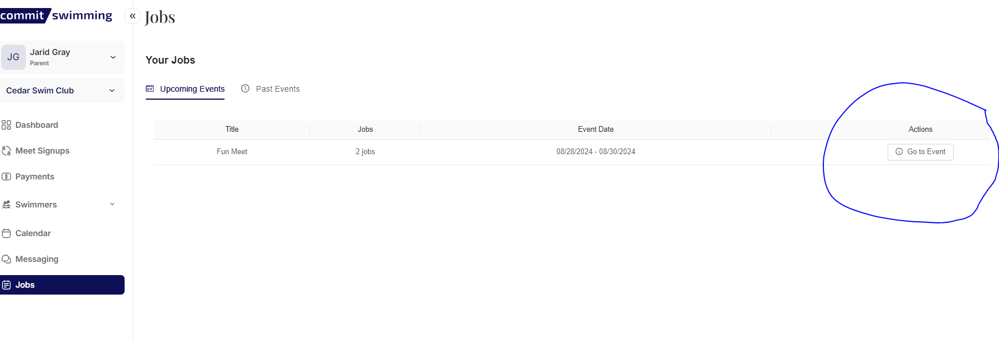 commit swimming
Jobs
JG
Jarid Gray
Parent
Cedar Swim Club
Dashboard
Meet Signups
Payments
Swimmers
Calendar
Messaging
Jobs
Your Jobs
Upcoming Events Past Events
Title Jobs Event Date Actions
Fun Meet 2 jobs 08/28/2024 - 08/30/2024 Go to Event